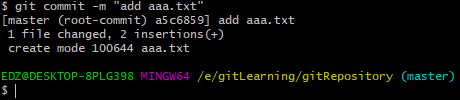 $ git commit -m "add aaa.txt"
[master (root-commit) a5c6859] add aaa.txt
 1 file changed, 2 insertions(+)
 create mode 100644 aaa.txt

EDZ@DESKTOP-8PLG398 MINGW64 /e/gitLearning/gitRepository (master)
$